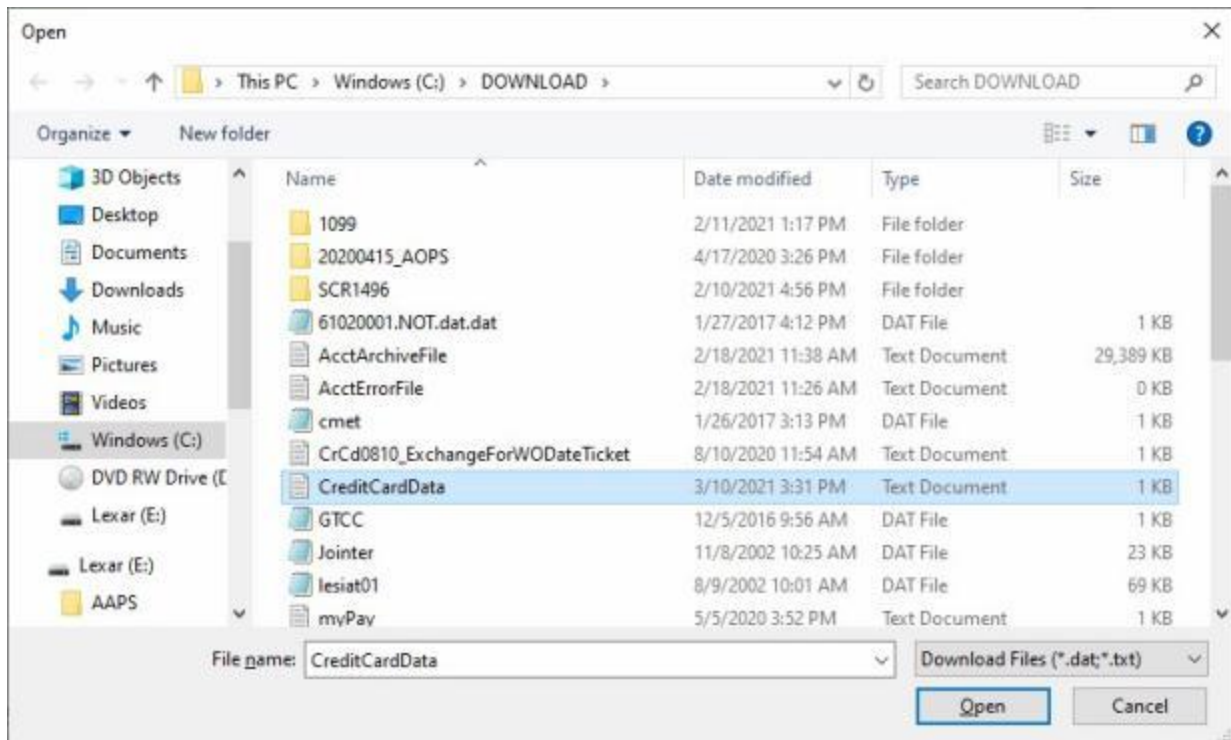 Open
This PC > Windows (C:) > DOWNLOAD >
Search DOWNLOAD
Organize
New folder
3D Objects
Desktop
Documents
Downloads
Music
Pictures
Videos
Windows (C:)
DVD RW Drive (D
Lexar (E:)
Lexar (E:)
AAPS
Name Date modified Type Size
1099 2/11/2021 1:17 PM File folder
20200415_AOPS 4/17/2020 3:26 PM File folder
SCR1496 2/10/2021 4:56 PM File folder
61020001.NOT.dat.dat 1/27/2017 4:12 PM DAT File 1 KB
AcctArchiveFile 2/18/2021 11:38 AM Text Document 29,389 KB
AcctErrorFile 2/18/2021 11:26 AM Text Document 0 KB
cmet 1/26/2017 3:13 PM DAT File 1 KB
CrCd0810_ExchangeForWODateTicket 8/10/2020 11:54 AM Text Document 1 KB
CreditCardData 3/10/2021 3:31 PM Text Document 1 KB
GTCC 12/5/2016 9:56 AM DAT File 1 KB
Jointer 11/8/2002 10:25 AM DAT File 23 KB
lesiat01 8/9/2002 10:01 AM DAT File 69 KB
myPay 5/5/2020 3:52 PM Text Document 1 KB
File name: CreditCardData
Download Files (*.dat;*.txt)
Open
Cancel